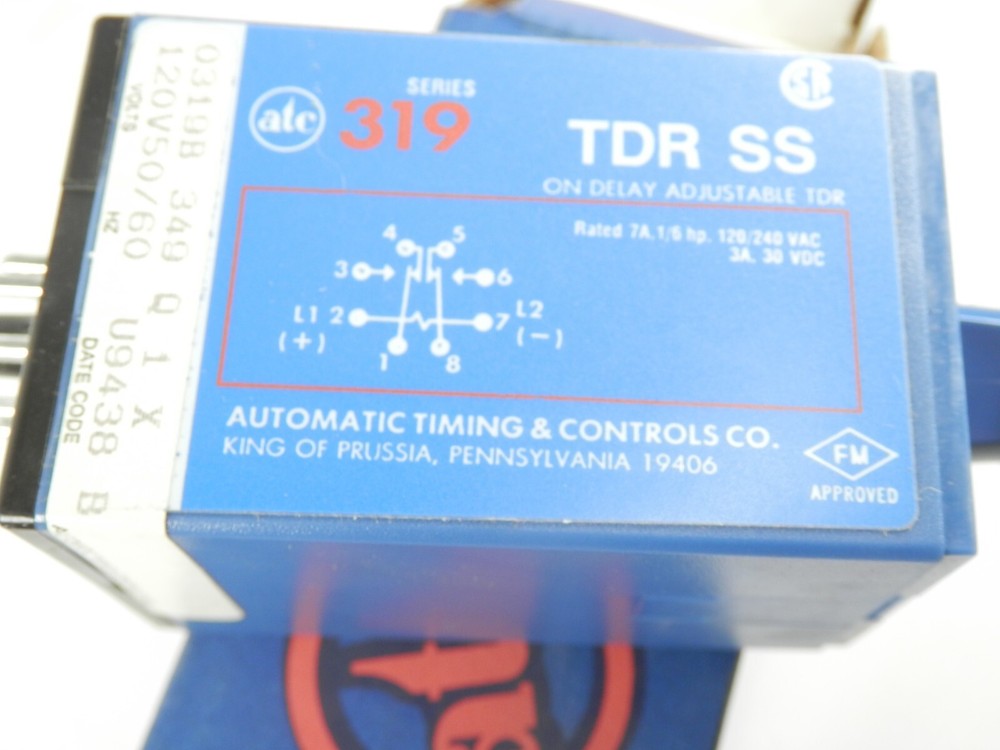 0319B 349 Q 1 X
120V50/60 U9438 B
VOLTS HZ DATE CODE
A
atc
SERIES
319
TDR SS
ON DELAY ADJUSTABLE TDR
Rated 7A, 1/6 hp. 120/240 VAC
3A. 30 VDC
4 5
3 6
L1 2 7 L2
(+) (−)
1 8
AUTOMATIC TIMING & CONTROLS CO.
KING OF PRUSSIA, PENNSYLVANIA 19406
FM
APPROVED